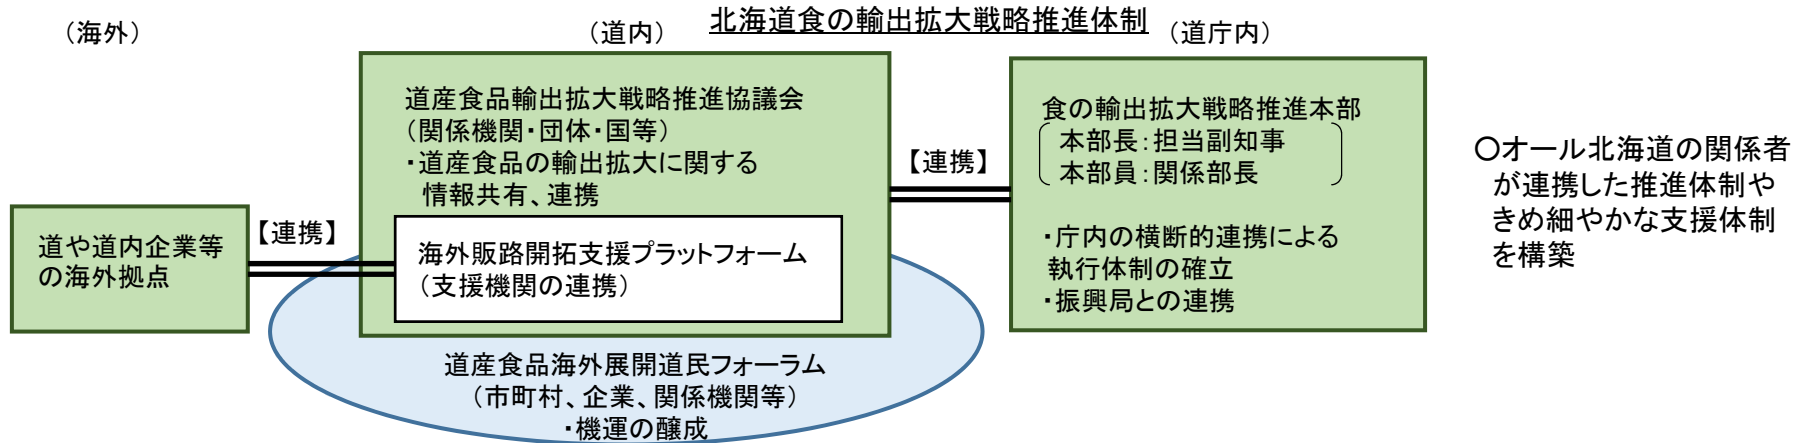 北海道食の輸出拡大戦略推進体制
（海外）
（道内）
（道庁内）
道や道内企業等
の海外拠点
【連携】
道産食品輸出拡大戦略推進協議会
（関係機関・団体・国等）
・道産食品の輸出拡大に関する
情報共有、連携
海外販路開拓支援プラットフォーム
（支援機関の連携）
道産食品海外展開道民フォーラム
（市町村、企業、関係機関等）
・機運の醸成
【連携】
食の輸出拡大戦略推進本部
本部長：担当副知事
本部員：関係部長
・庁内の横断的連携による
執行体制の確立
・振興局との連携
○オール北海道の関係者
が連携した推進体制や
きめ細やかな支援体制
を構築